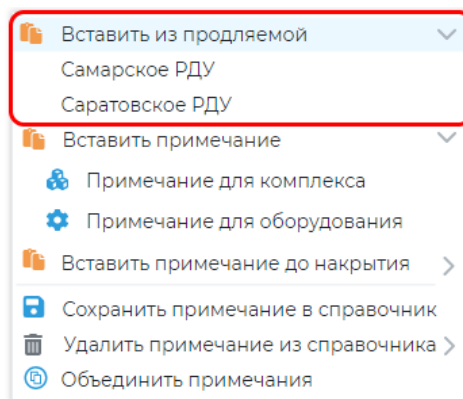 Вставить из продляемой
Самарское РДУ
Саратовское РДУ
Вставить примечание
Примечание для комплекса
Примечание для оборудования
Вставить примечание до накрытия
Сохранить примечание в справочник
Удалить примечание из справочника
Объединить примечания